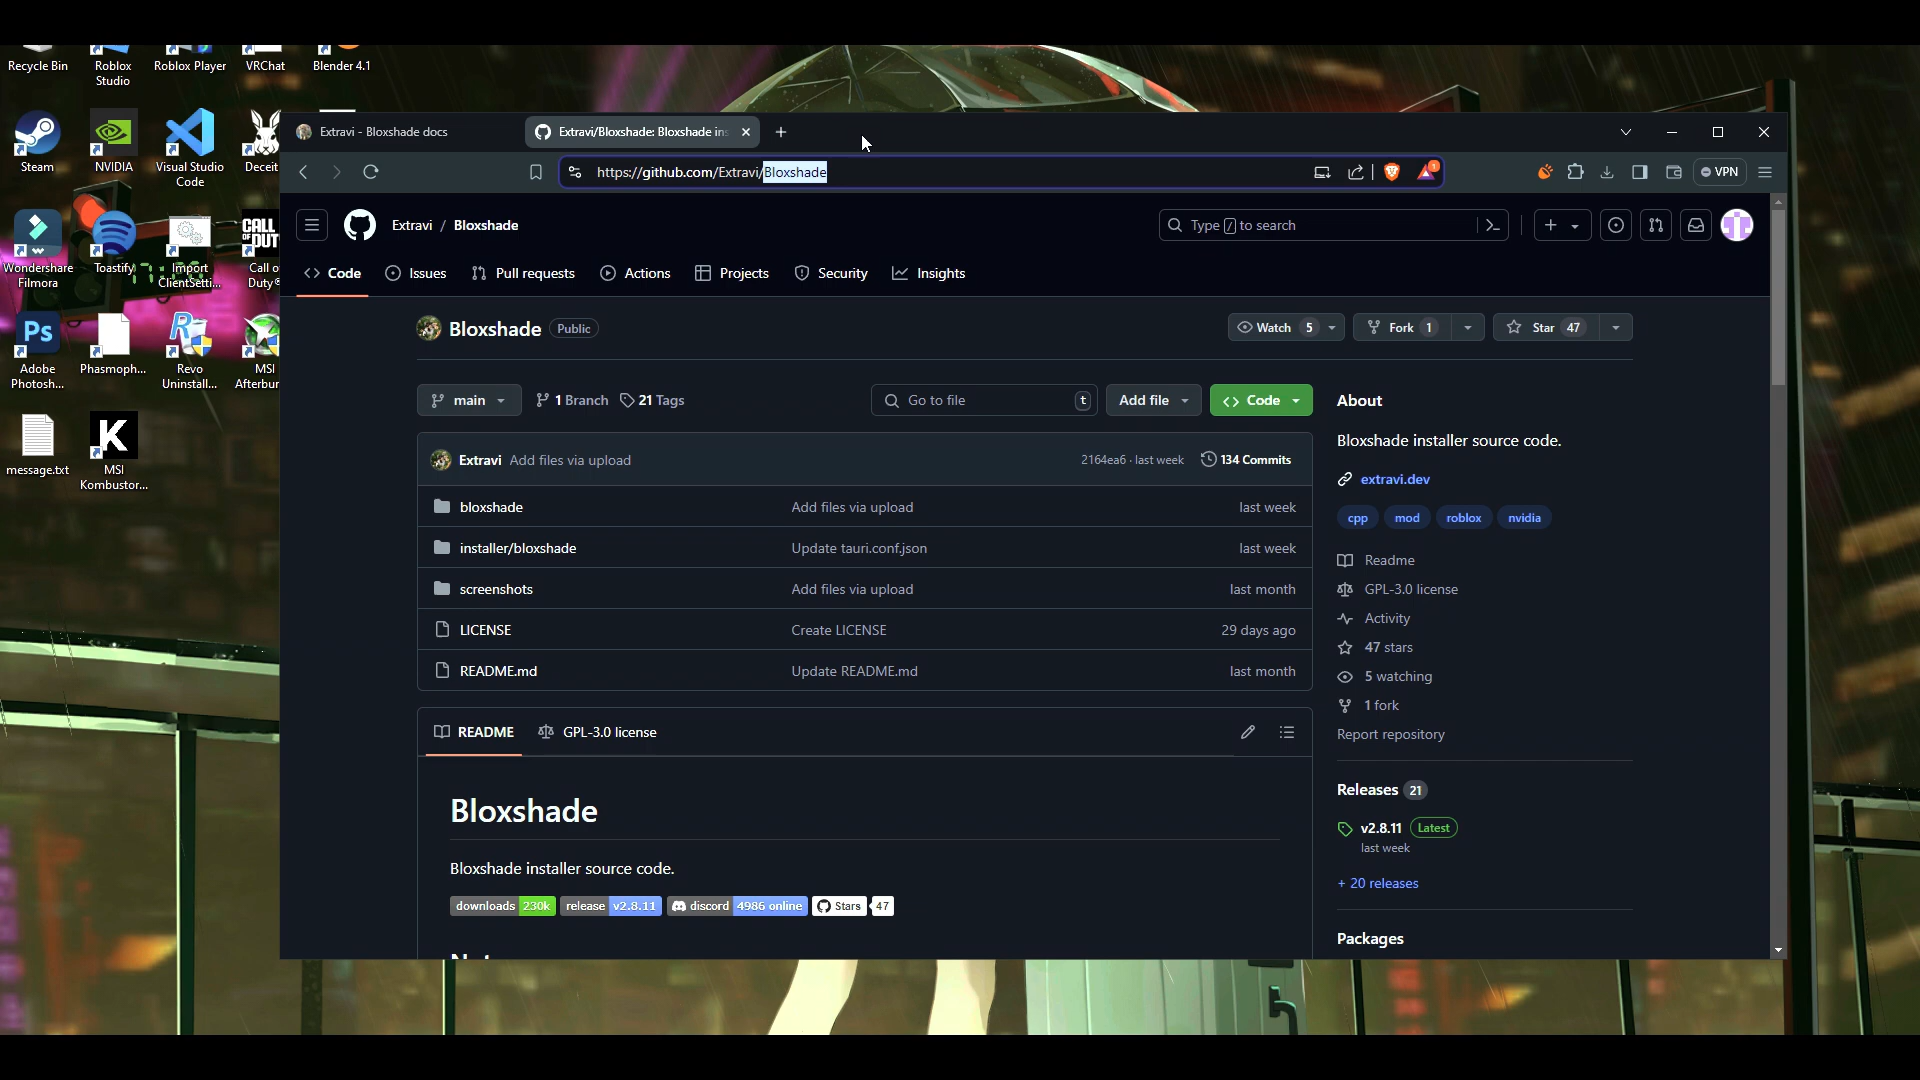 Recycle Bin
Roblox Studio
Roblox Player
VRChat
Blender 4.1
Steam
NVIDIA
Visual Studio Code
Deceit
Wondershare Filmora
Toastify
Import ClientSetti...
CALL OF DUTY
Call o
Duty®
Ps
Adobe Photosh...
Phasmoph...
Revo Uninstall...
MSI
Afterbur
message.txt
K
MSI Kombustor...
Extravi - Bloxshade docs
Extravi/Bloxshade: Bloxshade ins
https://github.com/Extravi/Bloxshade
1
VPN
Extravi / Bloxshade
Type / to search
Code
Issues
Pull requests
Actions
Projects
Security
Insights
Bloxshade Public
Watch 5
Fork 1
Star 47
main
1 Branch
21 Tags
Go to file t
Add file
Code
Extravi Add files via upload 2164ea6 · last week 134 Commits
bloxshade Add files via upload last week
installer/bloxshade Update tauri.conf.json last week
screenshots Add files via upload last month
LICENSE Create LICENSE 29 days ago
README.md Update README.md last month
README GPL-3.0 license
Bloxshade
Bloxshade installer source code.
downloads 230k release v2.8.11 discord 4986 online Stars 47
About
Bloxshade installer source code.
extravi.dev
cpp mod roblox nvidia
Readme
GPL-3.0 license
Activity
47 stars
5 watching
1 fork
Report repository
Releases 21
v2.8.11 Latest
last week
+ 20 releases
Packages